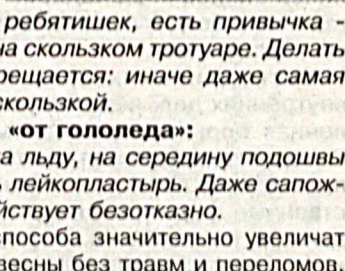 ребятишек, есть привычка -
на скользком тротуаре. Делать
рещается: иначе даже самая
скользкой.
«от гололеда»:
а льду, на середину подошвы
лейкопластырь. Даже сапож-
йствует безотказно.
способа значительно увеличат
весны без травм и переломов.